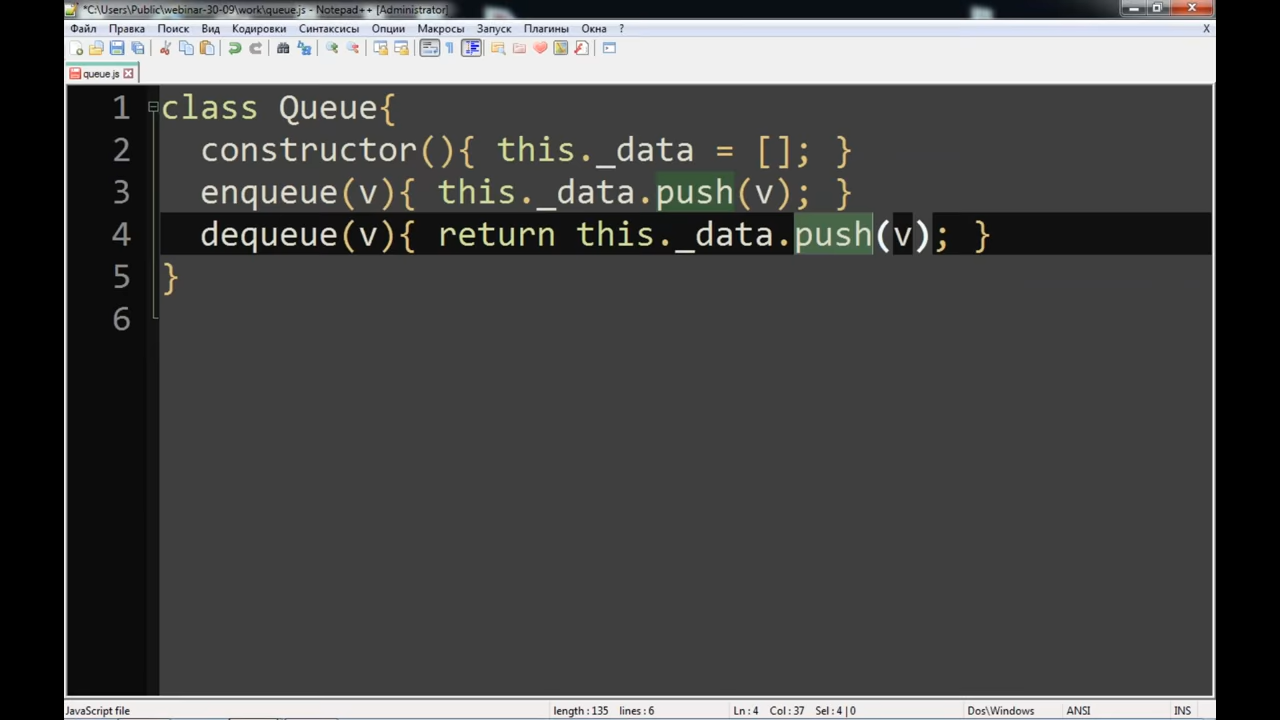 *C:\Users\Public\webinar-30-09\work\queue.js - Notepad++ [Administrator]
Файл Правка Поиск Вид Кодировки Синтаксисы Опции Макросы Запуск Плагины Окна ? X
queue.js
1 class Queue{
2 constructor(){ this._data = []; }
3 enqueue(v){ this._data.push(v); }
4 dequeue(v){ return this._data.push(v); }
5 }
6
JavaScript file length : 135 lines : 6 Ln : 4 Col : 37 Sel : 4 | 0 Dos\Windows ANSI INS